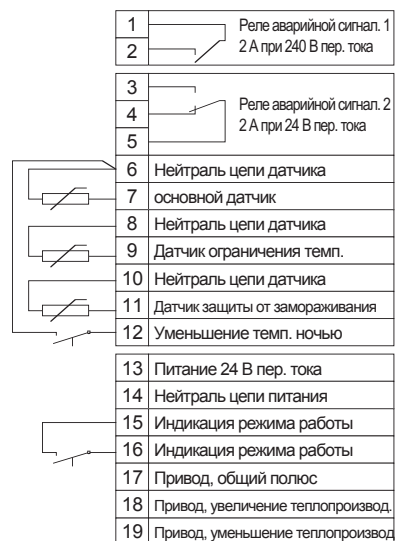 1 Реле аварийной сигнал. 1
2 2 А при 240 В пер. тока
3
4 Реле аварийной сигнал. 2
5 2 А при 24 В пер. тока
6 Нейтраль цепи датчика
7 основной датчик
8 Нейтраль цепи датчика
9 Датчик ограничения темп.
10 Нейтраль цепи датчика
11 Датчик защиты от замораживания
12 Уменьшение темп. ночью
13 Питание 24 В пер. тока
14 Нейтраль цепи питания
15 Индикация режима работы
16 Индикация режима работы
17 Привод, общий полюс
18 Привод, увеличение теплопроизвод.
19 Привод, уменьшение теплопроизвод